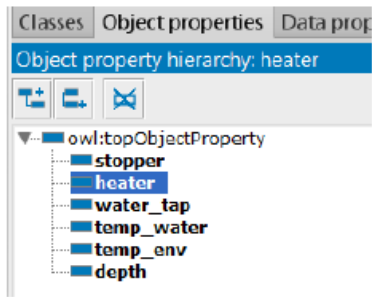 Classes Object properties Data prop
Object property hierarchy: heater
owl:topObjectProperty
stopper
heater
water_tap
temp_water
temp_env
depth